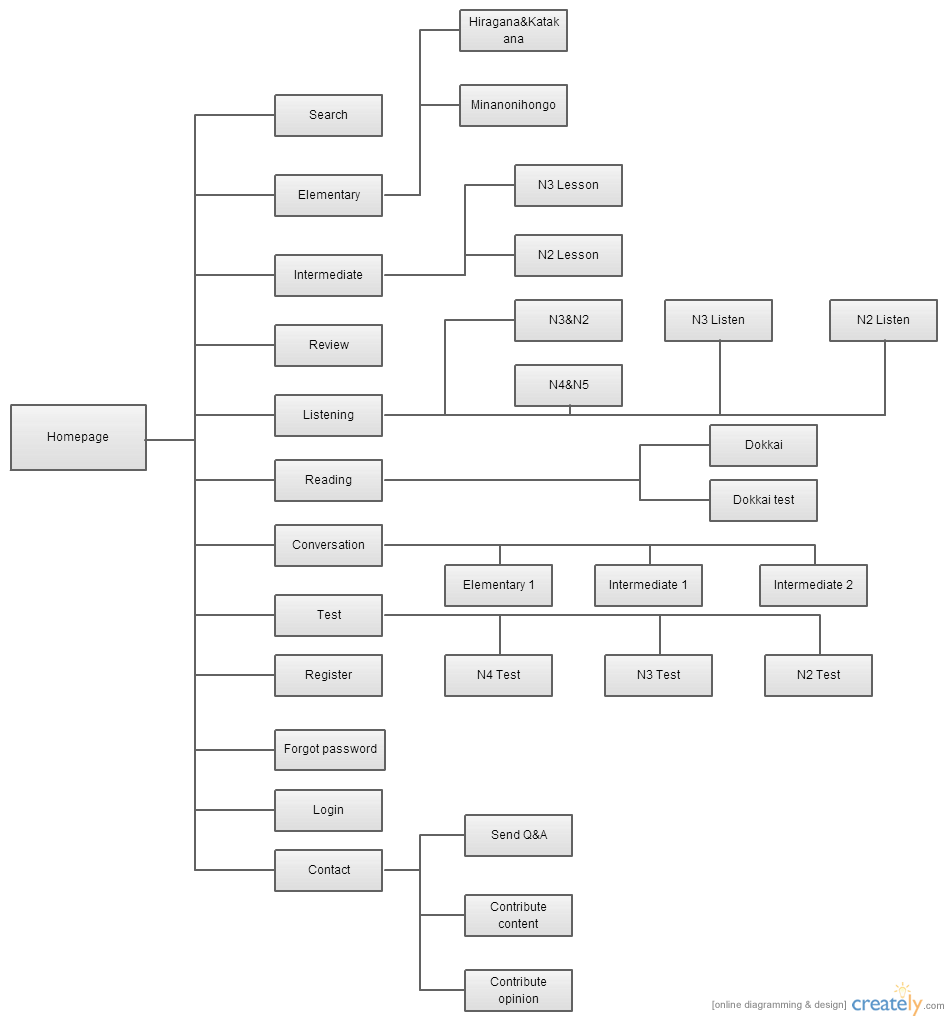 Hiragana&Katak
ana
Minanonihongo
Search
Elementary
N3 Lesson
N2 Lesson
Intermediate
N3&N2
N3 Listen
N2 Listen
Review
N4&N5
Listening
Homepage
Dokkai
Reading
Dokkai test
Conversation
Elementary 1
Intermediate 1
Intermediate 2
Test
N4 Test
N3 Test
N2 Test
Register
Forgot password
Login
Send Q&A
Contact
Contribute
content
Contribute
opinion
[online diagramming & design] creately.com